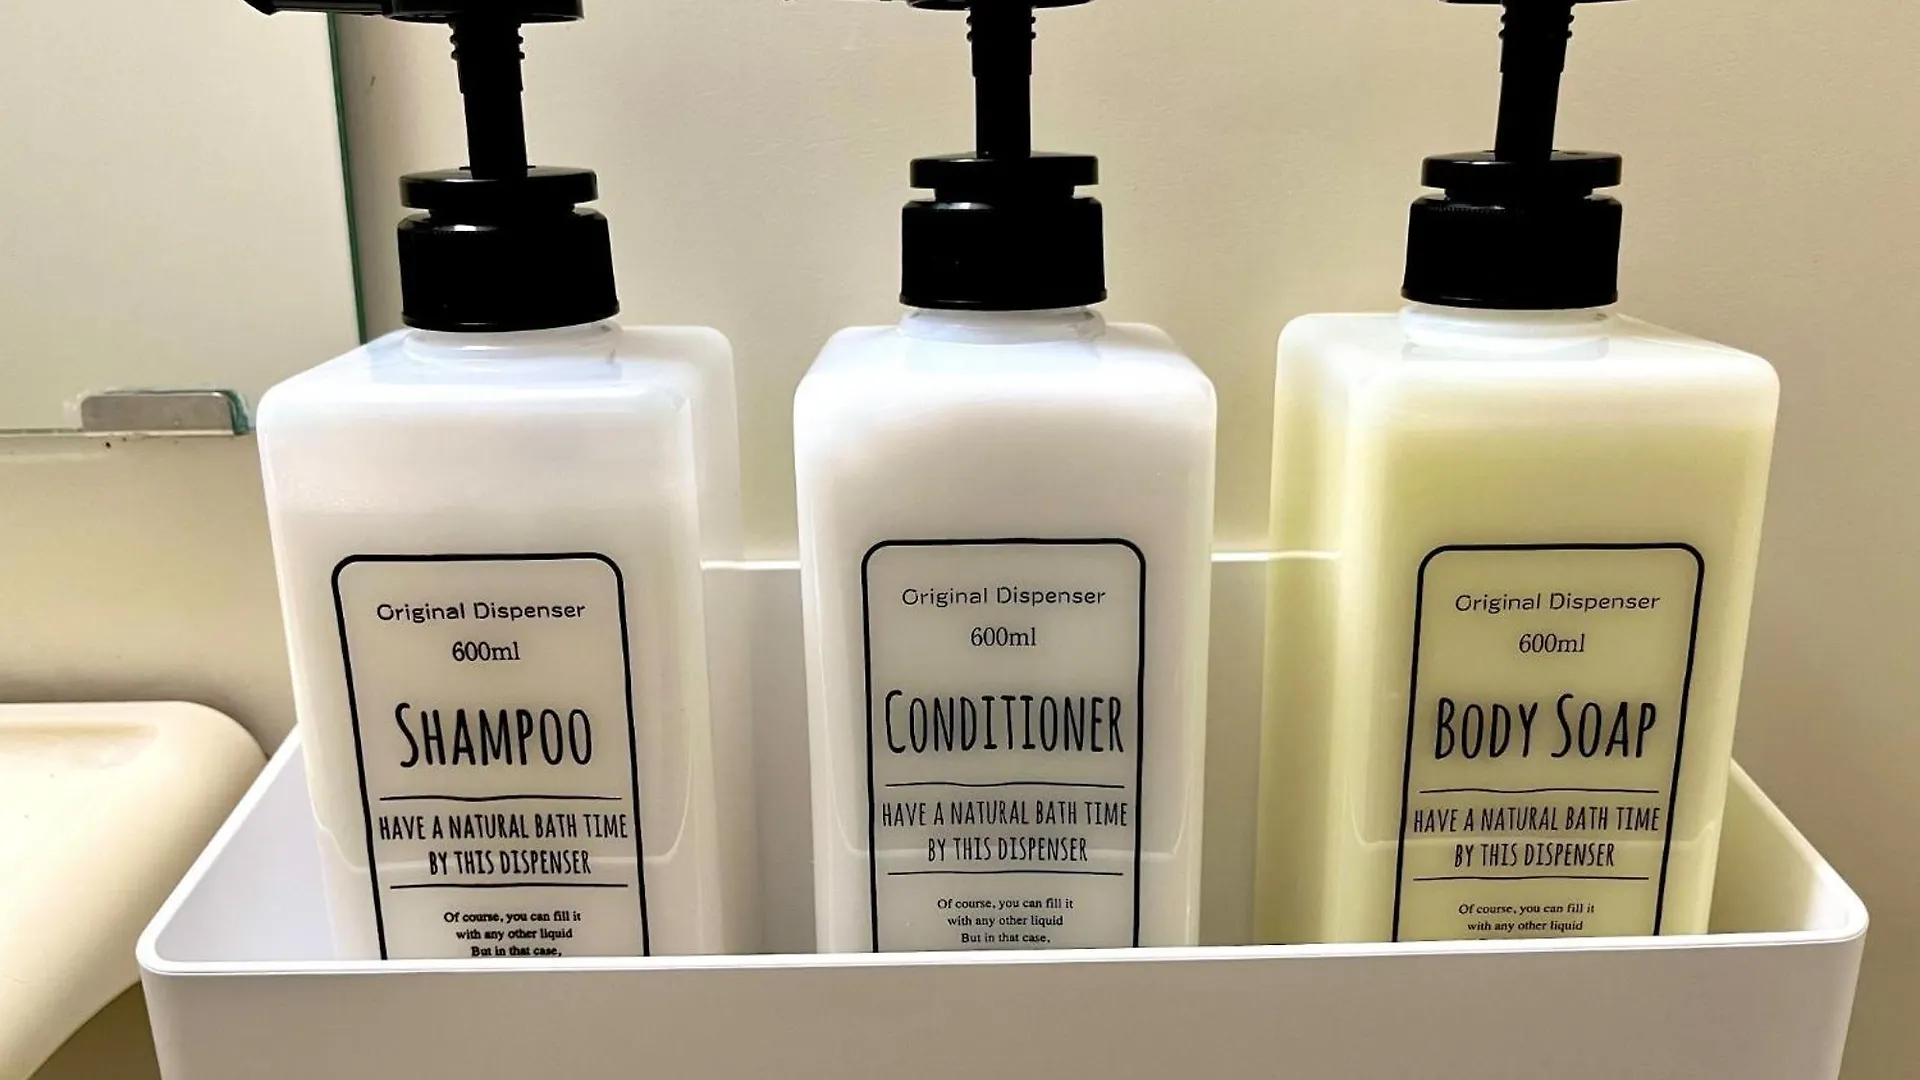 Original Dispenser
600ml
SHAMPOO
HAVE A NATURAL BATH TIME
BY THIS DISPENSER
Of course, you can fill it
with any other liquid
But in that case,
Original Dispenser
600ml
CONDITIONER
HAVE A NATURAL BATH TIME
BY THIS DISPENSER
Of course, you can fill it
with any other liquid
But in that case,
Original Dispenser
600ml
BODY SOAP
HAVE A NATURAL BATH TIME
BY THIS DISPENSER
Of course, you can fill it
with any other liquid